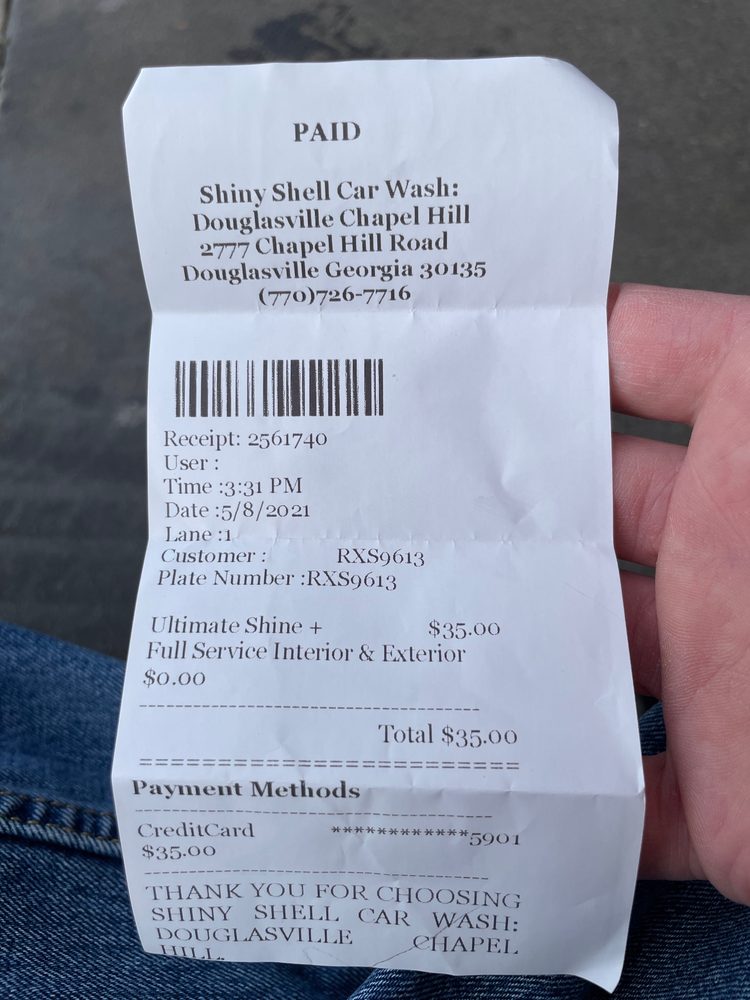 PAID
Shiny Shell Car Wash:
Douglasville Chapel Hill
2777 Chapel Hill Road
Douglasville Georgia 30135
(770)726-7716
Receipt: 2561740
User :
Time :3:31 PM
Date :5/8/2021
Lane :1
Customer : RXS9613
Plate Number :RXS9613
Ultimate Shine + $35.00
Full Service Interior & Exterior
$0.00
----------------------------------
Total $35.00
========================
Payment Methods
----------------------------------
CreditCard ************5901
$35.00
----------------------------------
THANK YOU FOR CHOOSING
SHINY SHELL CAR WASH:
DOUGLASVILLE CHAPEL
HILL.